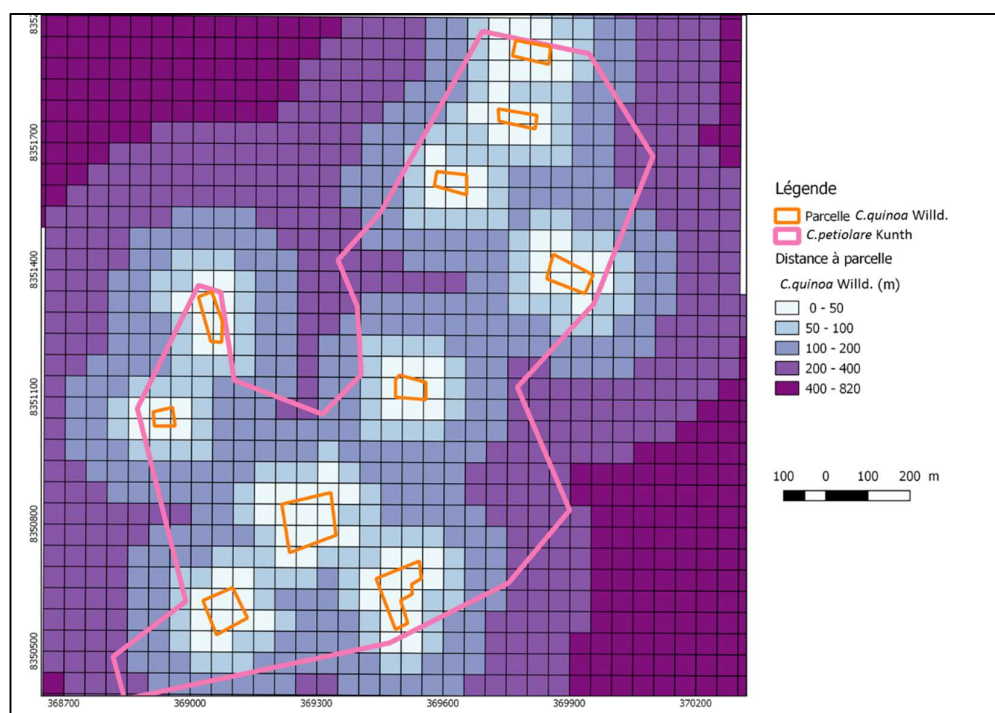 8352
8351700
8351400
8351100
8350800
8350500
368700 369000 369300 369600 369900 370200
Légende
Parcelle C.quinoa Willd.
C.petiolare Kunth
Distance à parcelle
C.quinoa Willd. (m)
0 - 50
50 - 100
100 - 200
200 - 400
400 - 820
100 0 100 200 m